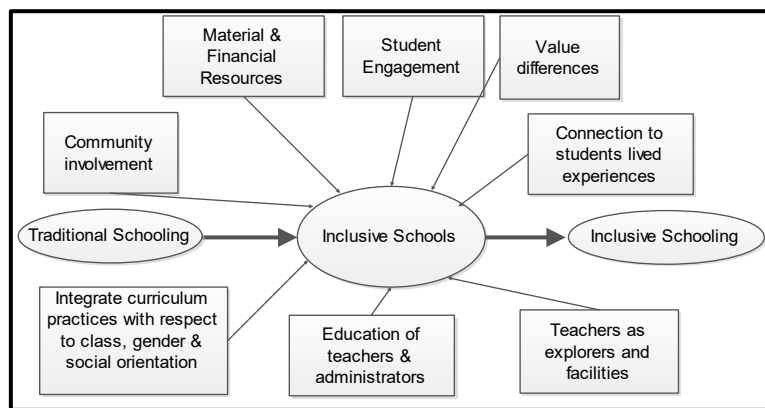 Material &
Financial
Resources
Student
Engagement
Value
differences
Community
involvement
Connection to
students lived
experiences
Traditional Schooling
Inclusive Schools
Inclusive Schooling
Integrate curriculum
practices with respect
to class, gender &
social orientation
Education of
teachers &
administrators
Teachers as
explorers and
facilities